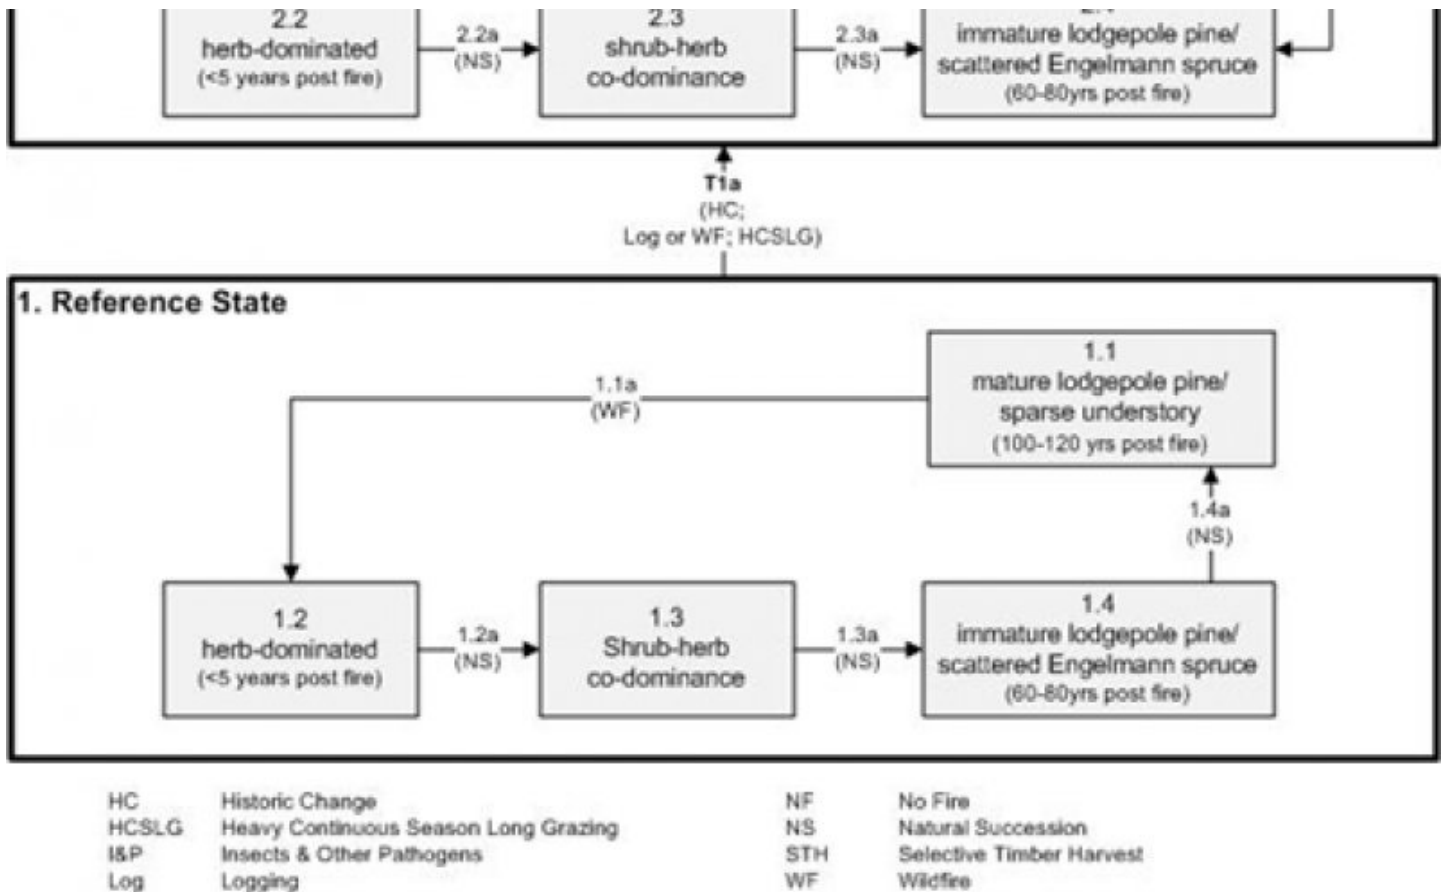 2.2
herb-dominated
(<5 years post fire)
2.2a
(NS)
2.3
shrub-herb
co-dominance
2.3a
(NS)
immature lodgepole pine/
scattered Engelmann spruce
(60-80yrs post fire)
T1a
(HC;
Log or WF; HCSLG)
1. Reference State
1.1
mature lodgepole pine/
sparse understory
(100-120 yrs post fire)
1.1a
(WF)
1.4a
(NS)
1.2
herb-dominated
(<5 years post fire)
1.2a
(NS)
1.3
Shrub-herb
co-dominance
1.3a
(NS)
1.4
immature lodgepole pine/
scattered Engelmann spruce
(60-80yrs post fire)
HC Historic Change
HCSLG Heavy Continuous Season Long Grazing
I&P Insects & Other Pathogens
Log Logging
NF No Fire
NS Natural Succession
STH Selective Timber Harvest
WF Wildfire